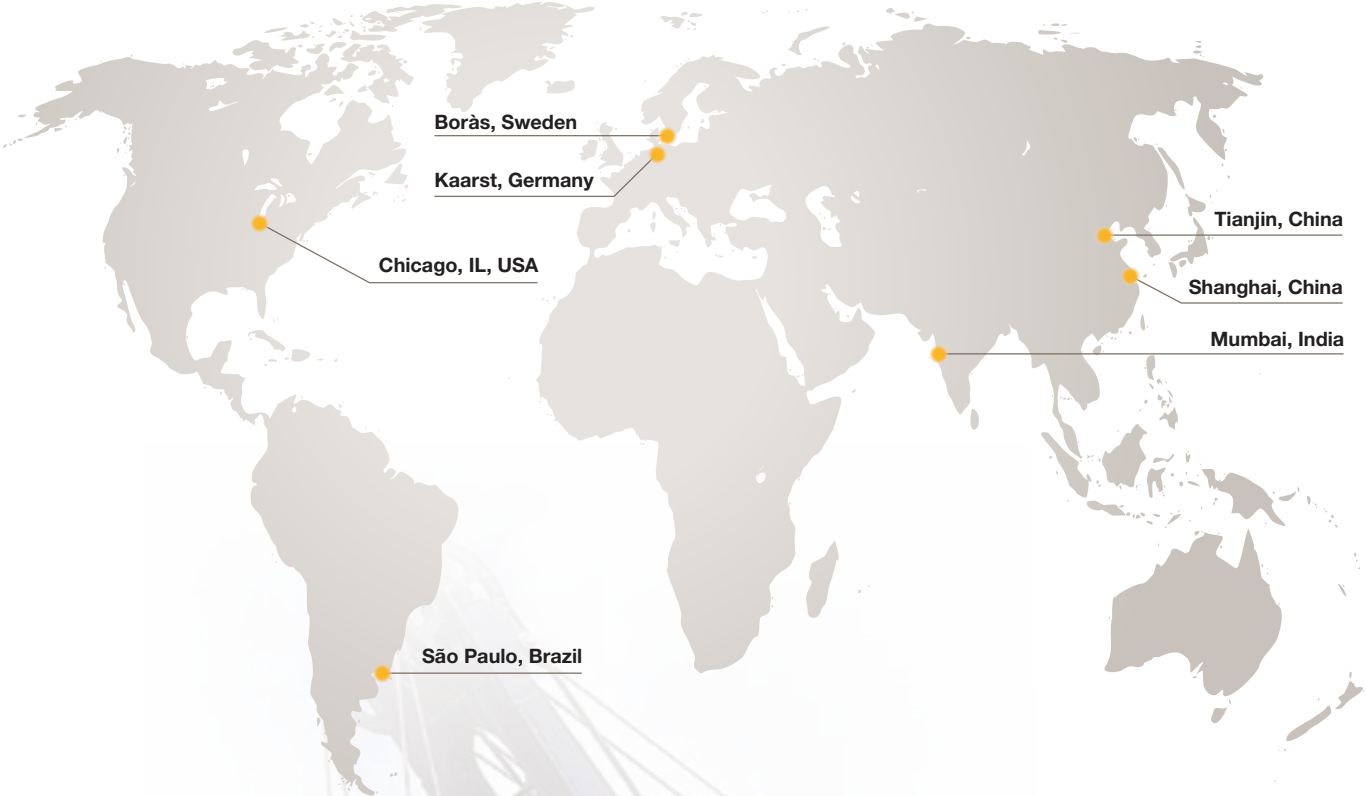 Boràs, Sweden
Kaarst, Germany
Chicago, IL, USA
Tianjin, China
Shanghai, China
Mumbai, India
São Paulo, Brazil